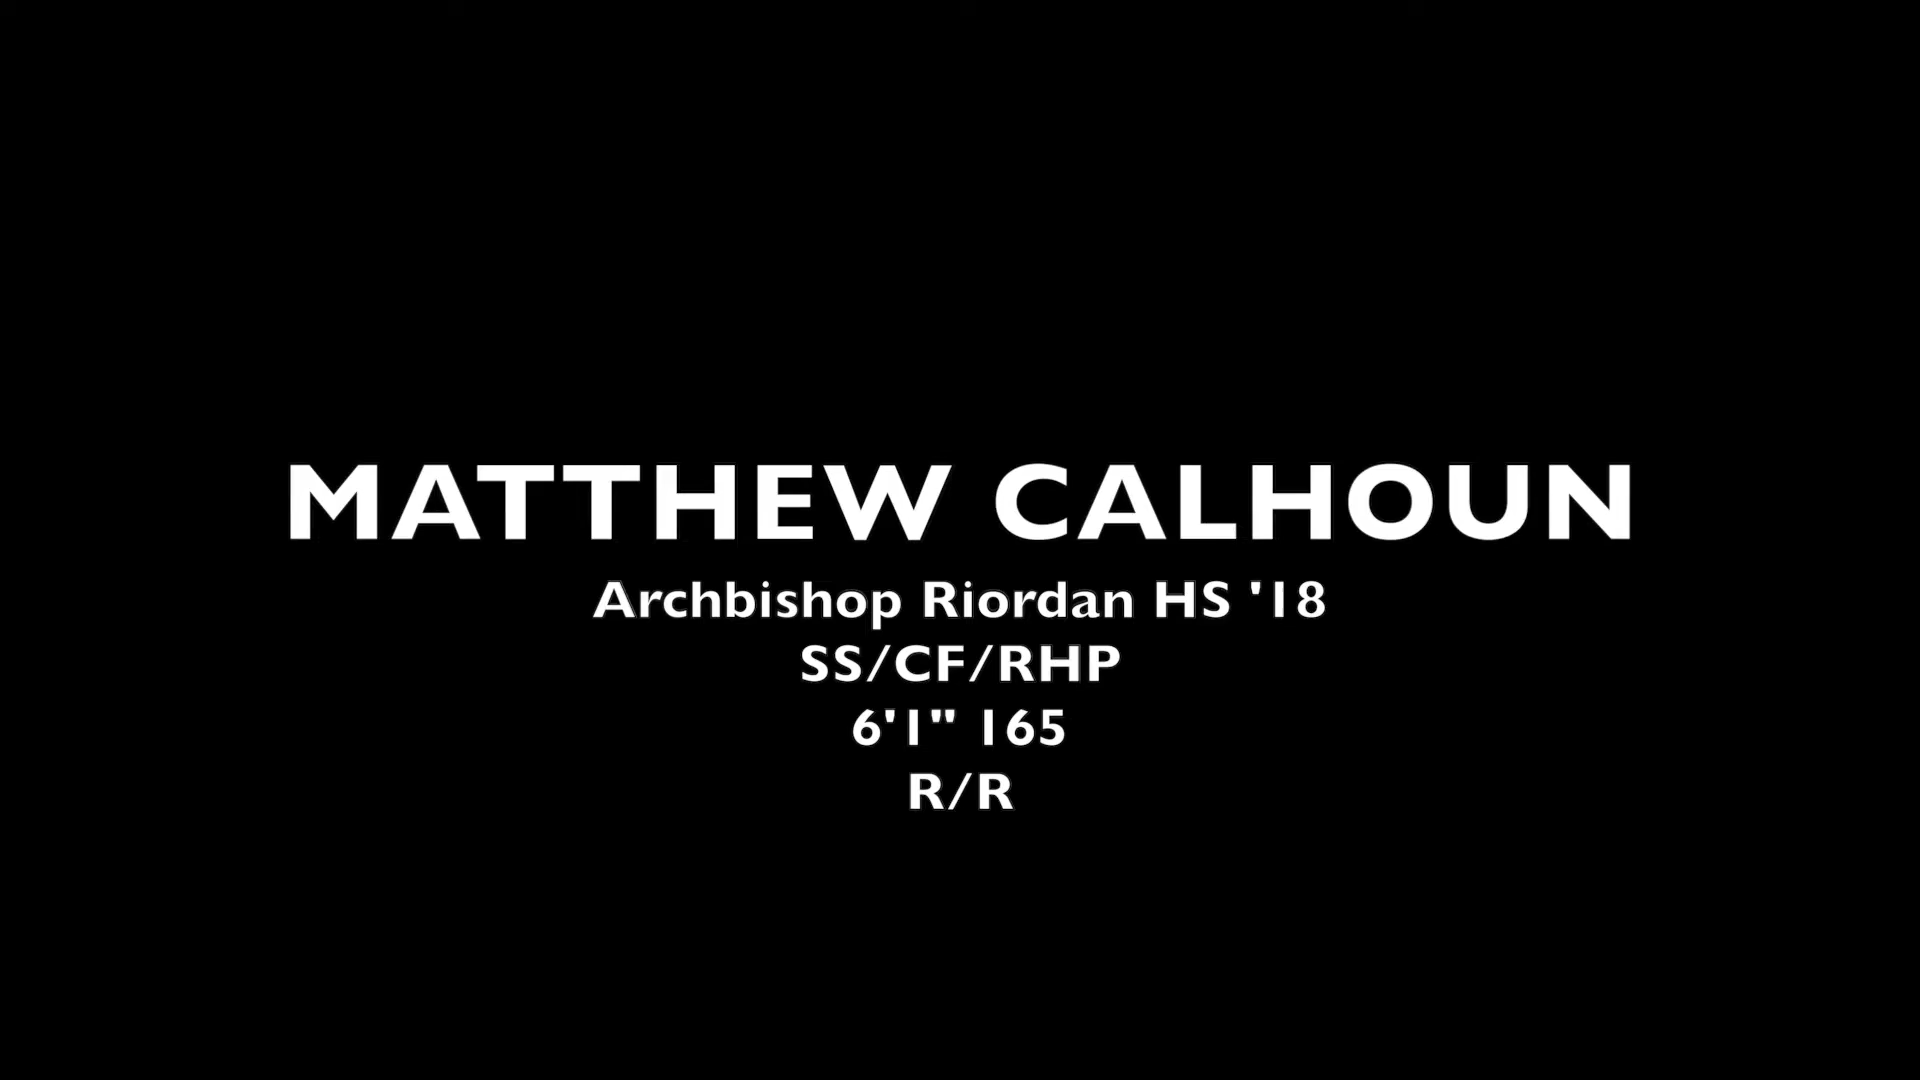 MATTHEW CALHOUN
Archbishop Riordan HS '18
SS/CF/RHP
6'1" 165
R/R